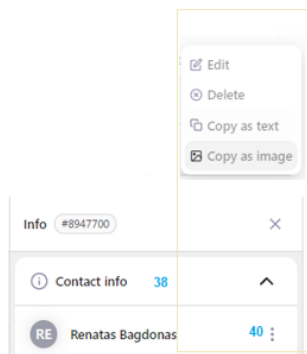 Edit
Delete
Copy as text
Copy as image
Info #8947700
Contact info 38
RE Renatas Bagdonas 40